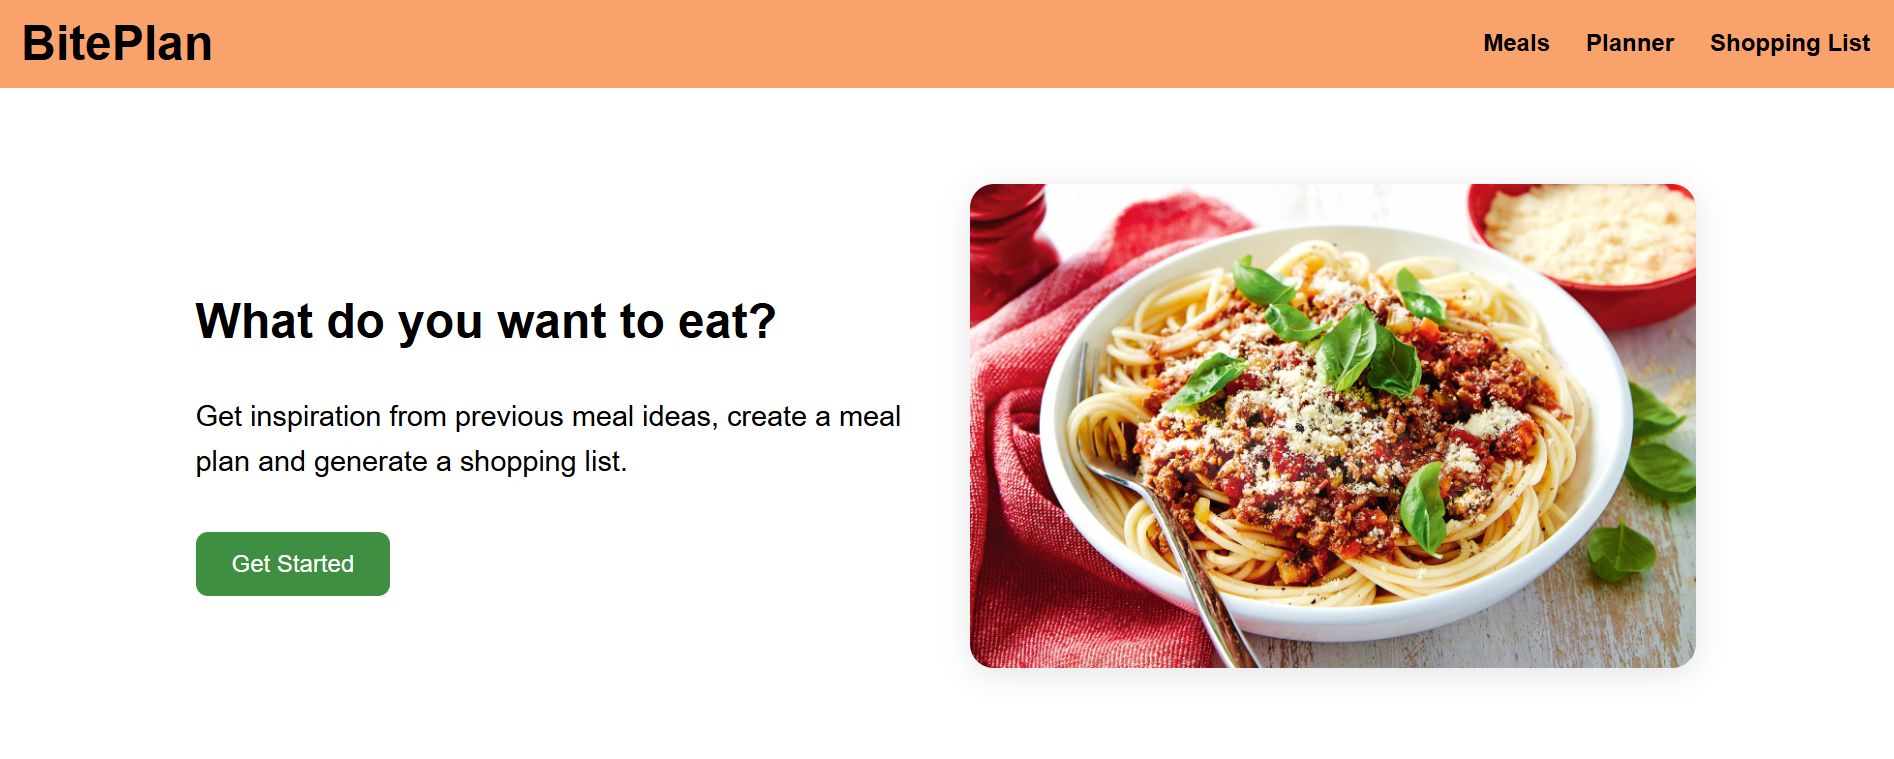 BitePlan
Meals Planner Shopping List
What do you want to eat?
Get inspiration from previous meal ideas, create a meal
plan and generate a shopping list.
Get Started